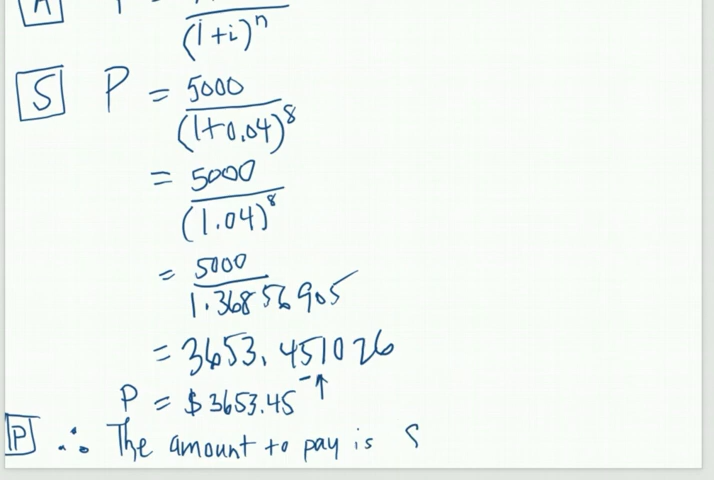 A
(1+i)^n
S P = 5000
(1+0.04)^8
= 5000
(1.04)^8
= 5000
1.36856905
= 3653.451026
P = $3653.45
P ∴ The amount to pay is